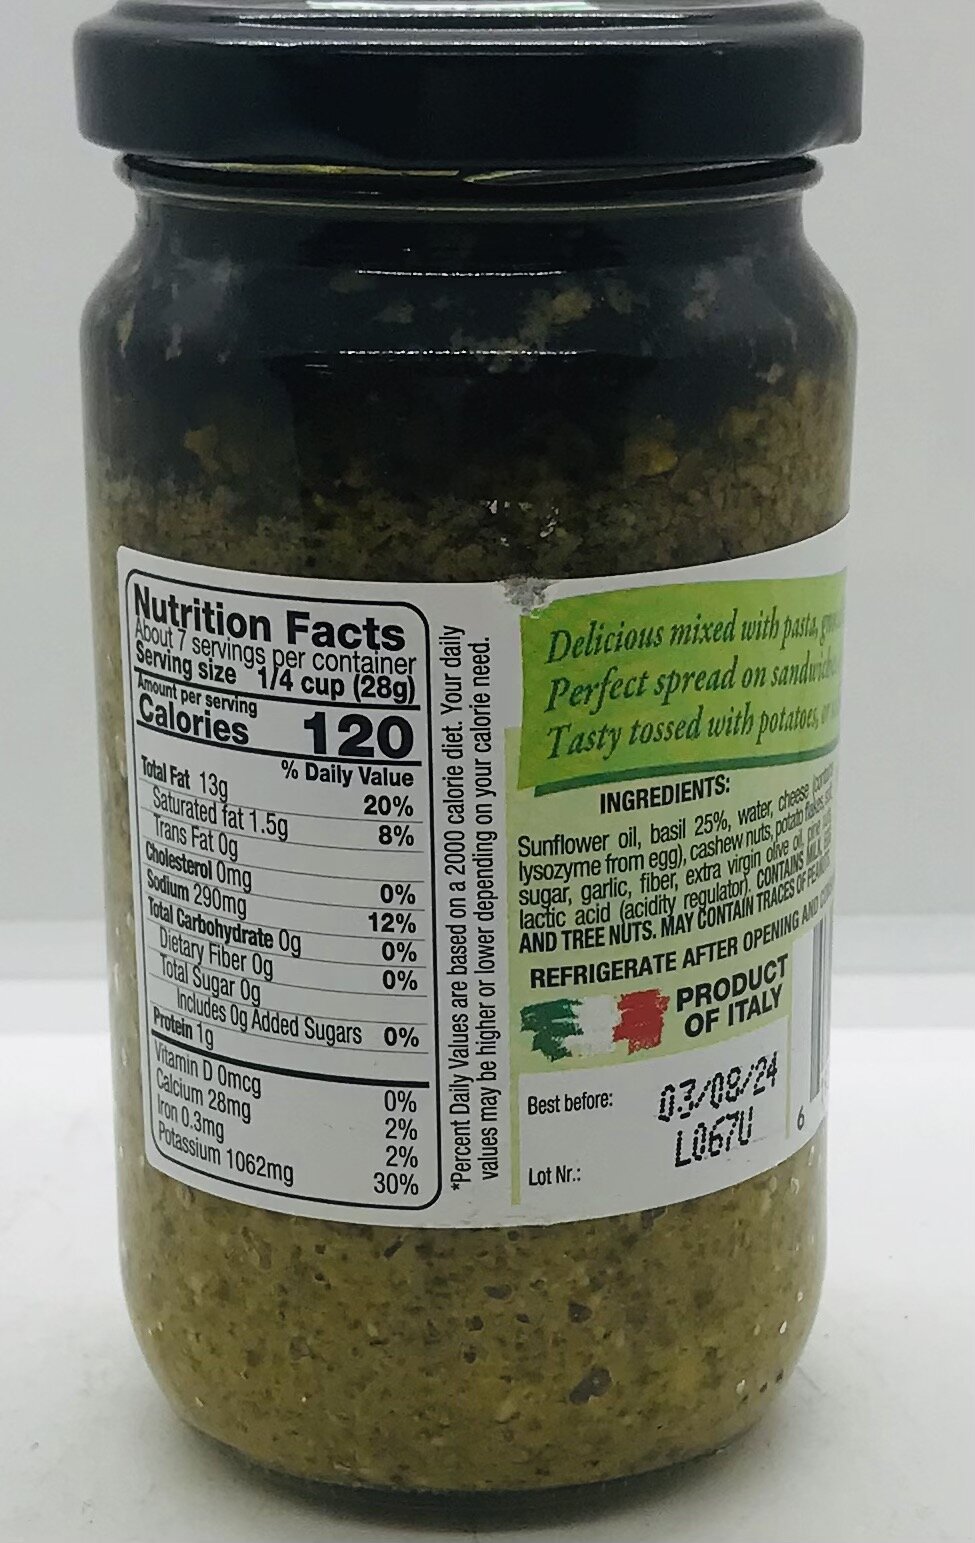 Nutrition Facts
About 7 servings per container
Serving size 1/4 cup (28g)
Amount per serving
Calories 120
% Daily Value
Total Fat 13g 20%
Saturated fat 1.5g 8%
Trans Fat 0g
Cholesterol 0mg 0%
Sodium 290mg 12%
Total Carbohydrate 0g 0%
Dietary Fiber 0g 0%
Total Sugar 0g
Includes 0g Added Sugars 0%
Protein 1g
Vitamin D 0mcg 0%
Calcium 28mg 2%
Iron 0.3mg 2%
Potassium 1062mg 30%
*Percent Daily Values are based on a 2000 calorie diet. Your daily
values may be higher or lower depending on your calorie need.
Delicious mixed with pasta,
Perfect spread on
Tasty tossed with potatoes,
INGREDIENTS:
Sunflower oil, basil 25%, water, cheese
lysozyme from egg), cashew nuts, potato flakes,
sugar, garlic, fiber, extra virgin olive oil,
lactic acid (acidity regulator). CONTAINS MILK,
AND TREE NUTS. MAY CONTAIN TRACES OF
REFRIGERATE AFTER OPENING AND
PRODUCT
OF ITALY
Best before: 03/08/24
L067U
Lot Nr.:
6